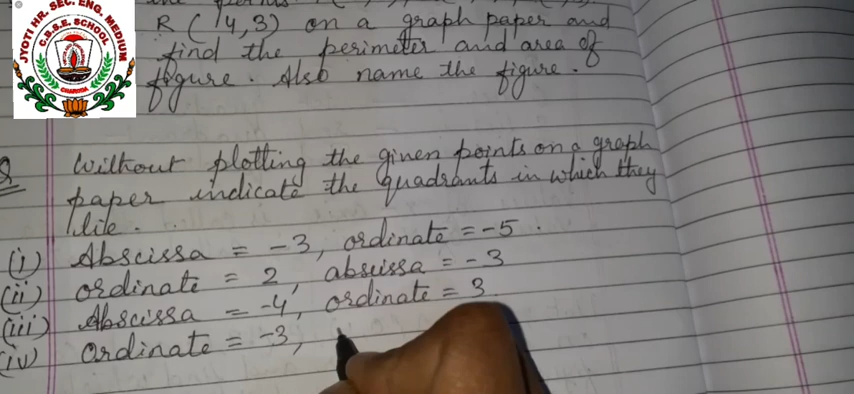 JYOTI HR. SEC. ENG. MEDIUM
C.B.S.E. SCHOOL
CHARODA
R ( 4,3) on a graph paper and
find the perimeter and area of
figure. Also name the figure.
Q Without plotting the given points on a graph
paper indicate the quadrants in which they
lie.
(i) Abscissa = -3, ordinate = -5.
(ii) ordinate = 2, abscissa = -3
(iii) Abscissa = -4, ordinate = 3
(iv) Ordinate = -3,